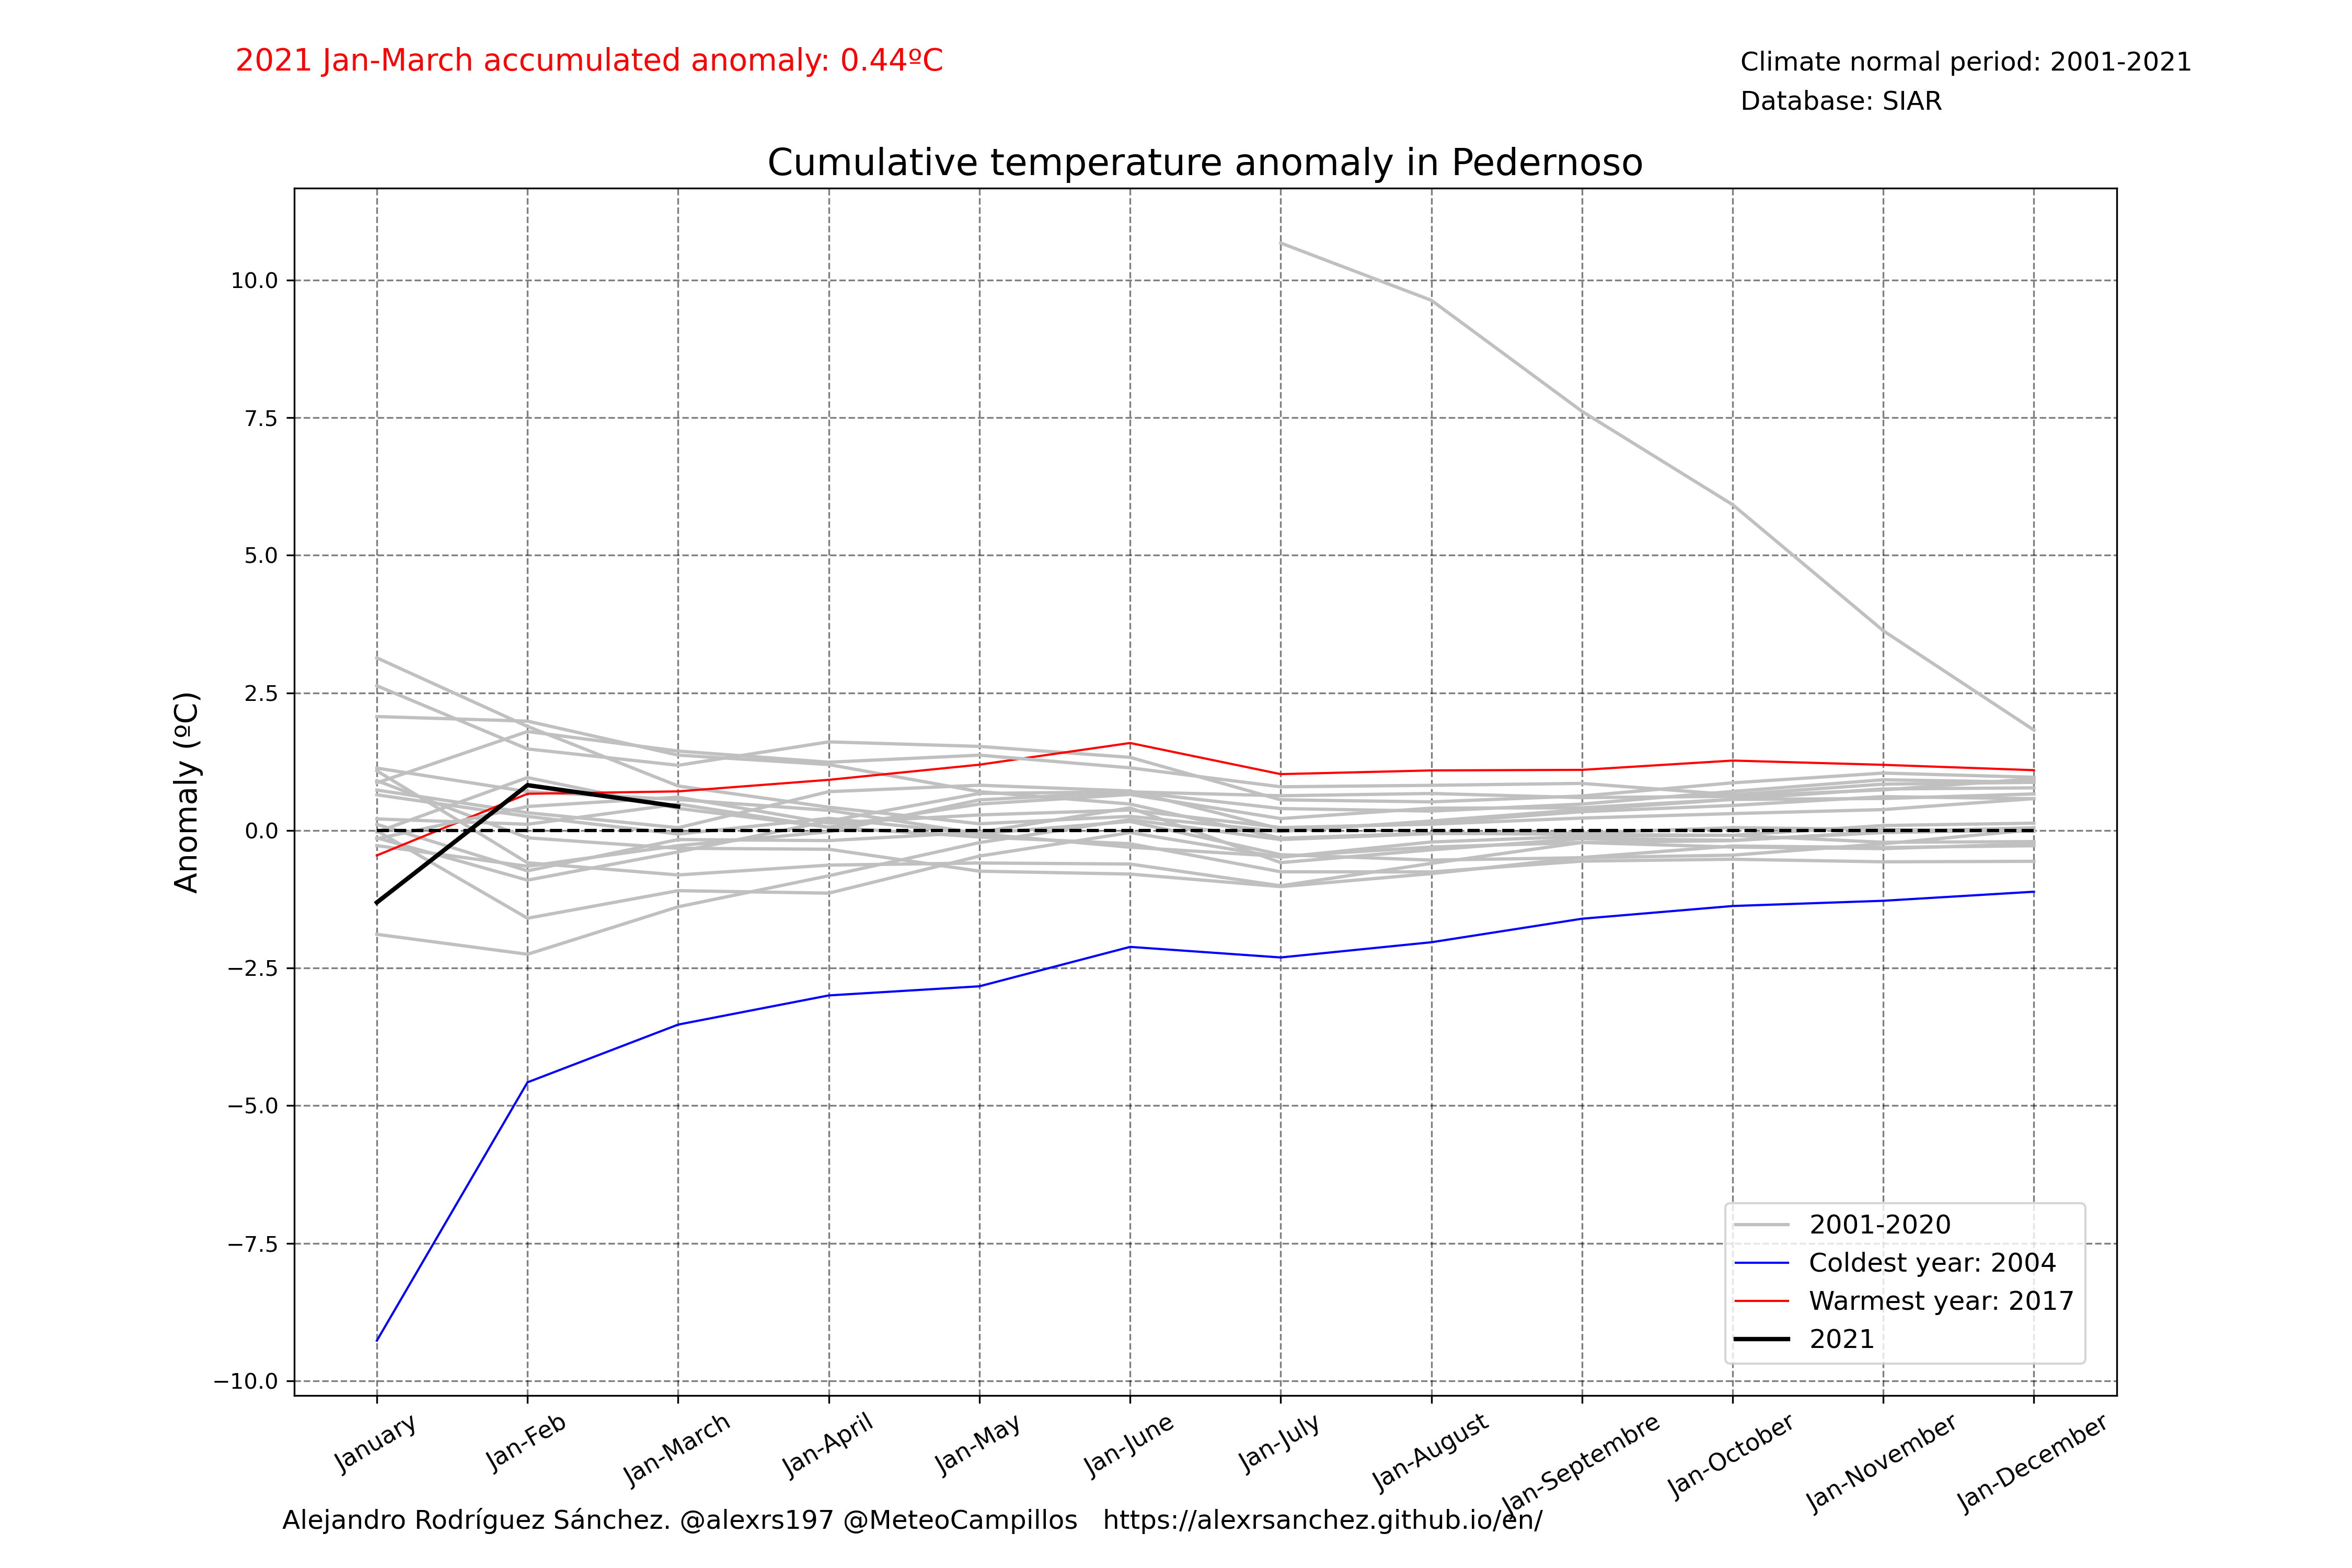 2021 Jan-March accumulated anomaly: 0.44ºC
Climate normal period: 2001-2021
Database: SIAR
Cumulative temperature anomaly in Pedernoso
Anomaly (ºC)
10.0
7.5
5.0
2.5
0.0
−2.5
−5.0
−7.5
−10.0
2001-2020
Coldest year: 2004
Warmest year: 2017
2021
January
Jan-Feb
Jan-March
Jan-April
Jan-May
Jan-June
Jan-July
Jan-August
Jan-Septembre
Jan-October
Jan-November
Jan-December
Alejandro Rodríguez Sánchez. @alexrs197 @MeteoCampillos   https://alexrsanchez.github.io/en/